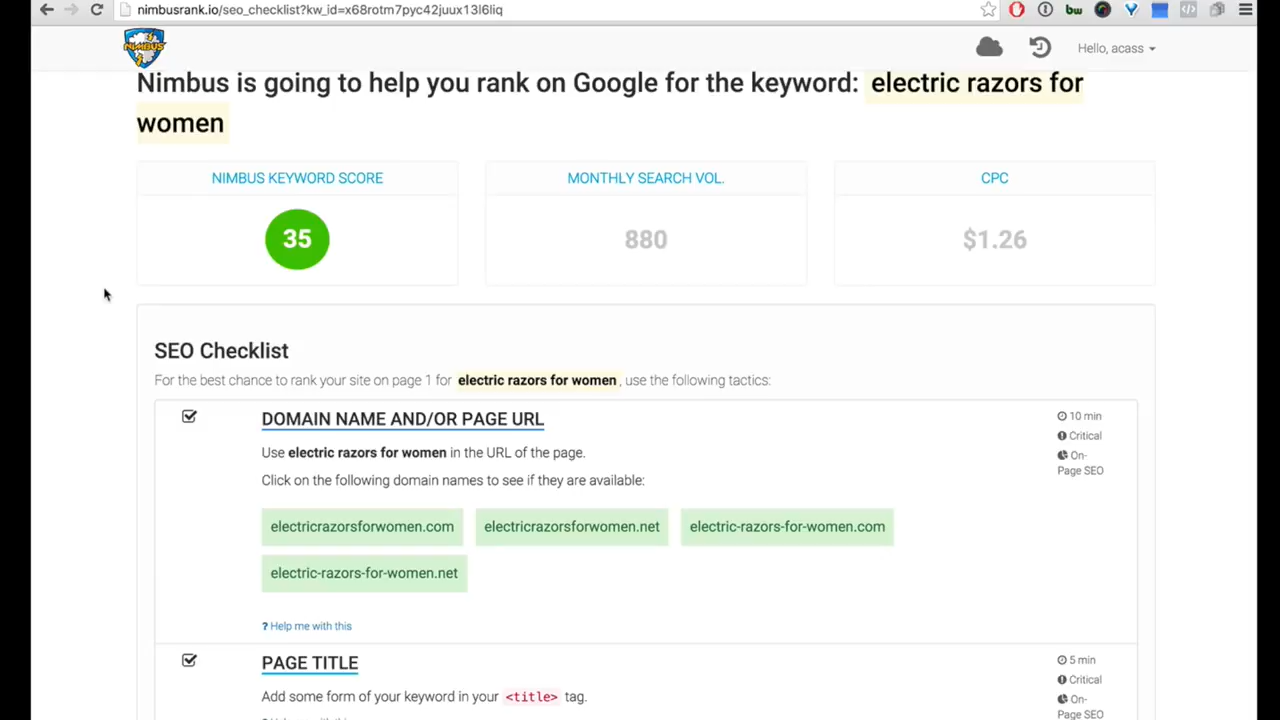 nimbusrank.io/seo_checklist?kw_id=x68rotm7pyc42juux13l6liq
bw
NIMBUS
Hello, acass
Nimbus is going to help you rank on Google for the keyword: electric razors for
women
NIMBUS KEYWORD SCORE
MONTHLY SEARCH VOL.
CPC
35
880
$1.26
SEO Checklist
For the best chance to rank your site on page 1 for electric razors for women, use the following tactics:
DOMAIN NAME AND/OR PAGE URL
10 min
Critical
On-
Page SEO
Use electric razors for women in the URL of the page.
Click on the following domain names to see if they are available:
electricrazorsforwomen.com
electricrazorsforwomen.net
electric-razors-for-women.com
electric-razors-for-women.net
? Help me with this
PAGE TITLE
5 min
Critical
On-
Page SEO
Add some form of your keyword in your <title> tag.